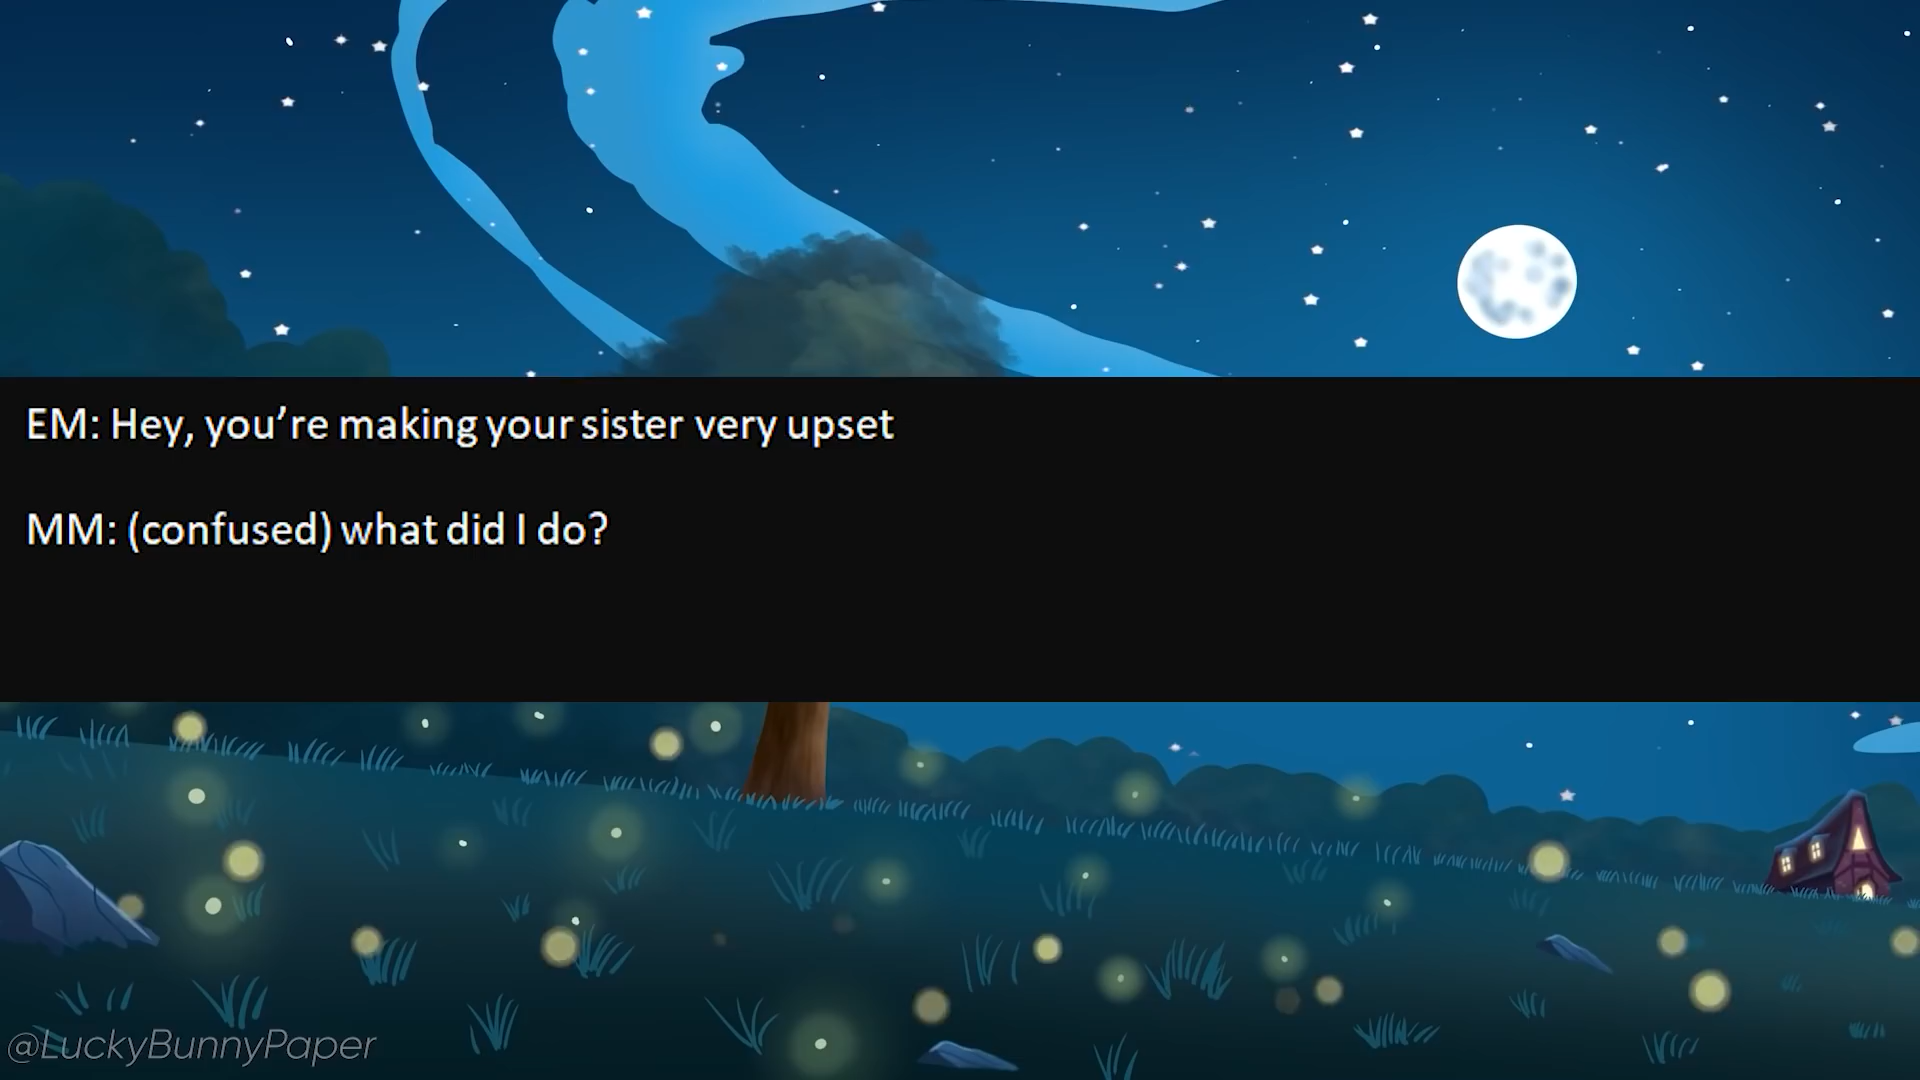 EM: Hey, you’re making your sister very upset
MM: (confused) what did I do?
@LuckyBunnyPaper